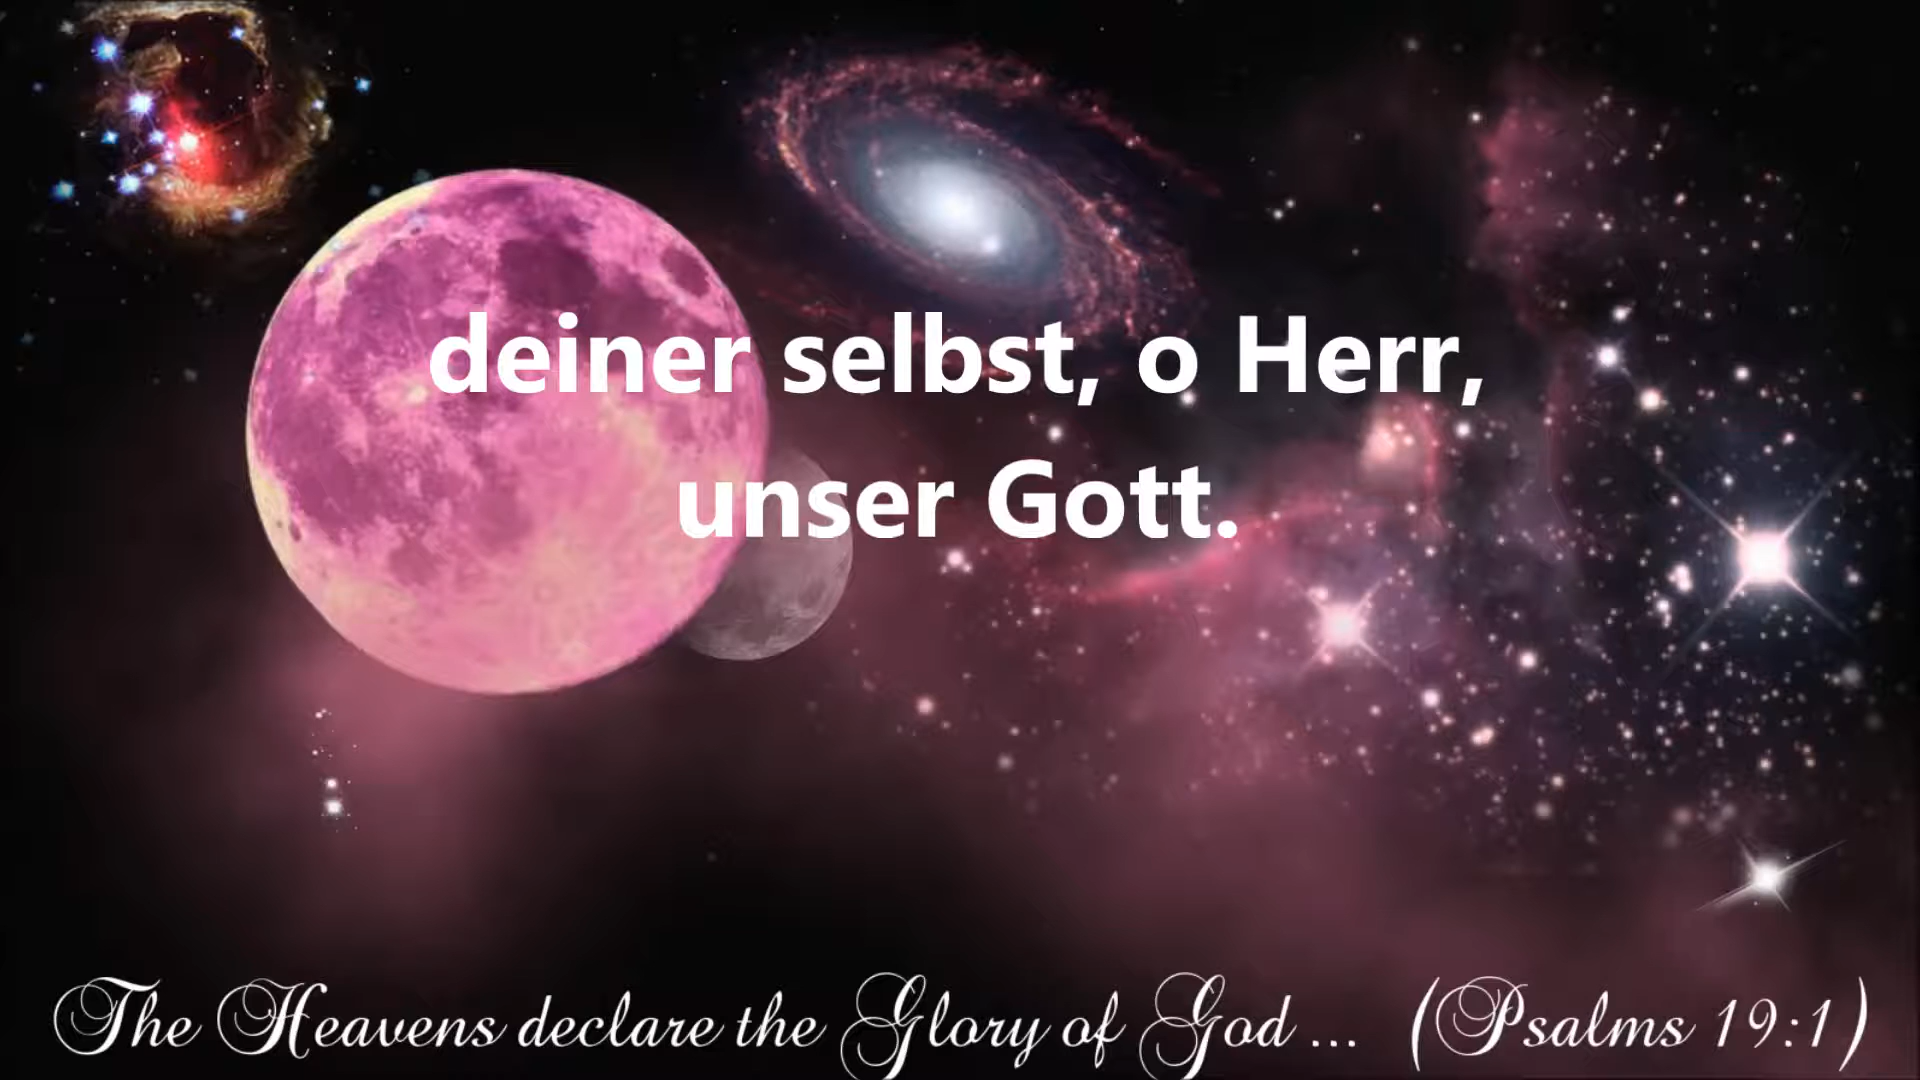 deiner selbst, o Herr,
unser Gott.
The Heavens declare the Glory of God ... (Psalms 19:1)